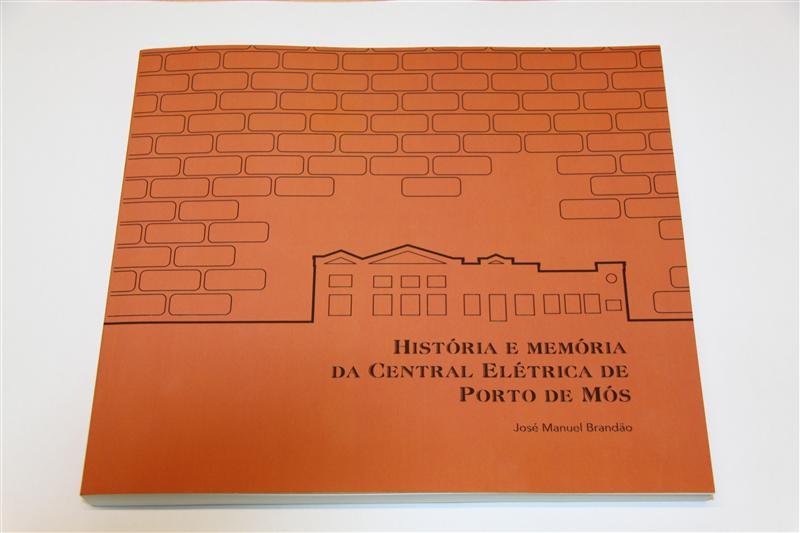 História e memória
da Central Elétrica de
Porto de Mós
José Manuel Brandão